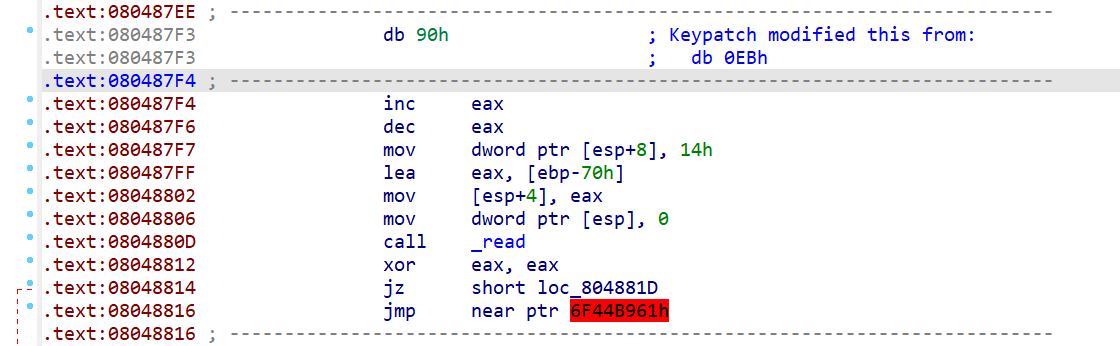 .text:080487EE ; ---------------------------------------------------------------------------
.text:080487F3 db 90h ; Keypatch modified this from:
.text:080487F3 ; db 0EBh
.text:080487F4 ; ---------------------------------------------------------------------------
.text:080487F4 inc eax
.text:080487F6 dec eax
.text:080487F7 mov dword ptr [esp+8], 14h
.text:080487FF lea eax, [ebp-70h]
.text:08048802 mov [esp+4], eax
.text:08048806 mov dword ptr [esp], 0
.text:0804880D call _read
.text:08048812 xor eax, eax
.text:08048814 jz short loc_804881D
.text:08048816 jmp near ptr 6F44B961h
.text:08048816 ; ---------------------------------------------------------------------------